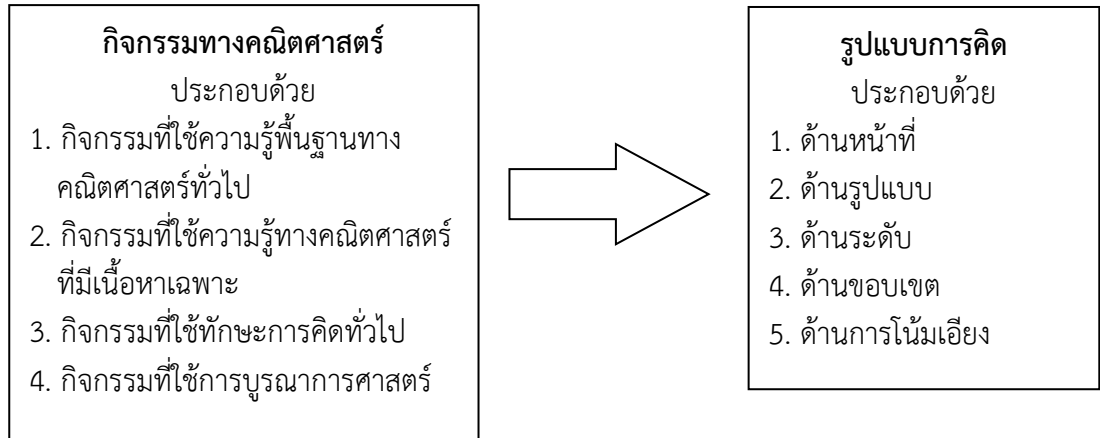 กิจกรรมทางคณิตศาสตร์
ประกอบด้วย
1. กิจกรรมที่ใช้ความรู้พื้นฐานทาง
คณิตศาสตร์ทั่วไป
2. กิจกรรมที่ใช้ความรู้ทางคณิตศาสตร์
ที่มีเนื้อหาเฉพาะ
3. กิจกรรมที่ใช้ทักษะการคิดทั่วไป
4. กิจกรรมที่ใช้การบูรณาการศาสตร์
รูปแบบการคิด
ประกอบด้วย
1. ด้านหน้าที่
2. ด้านรูปแบบ
3. ด้านระดับ
4. ด้านขอบเขต
5. ด้านการโน้มเอียง